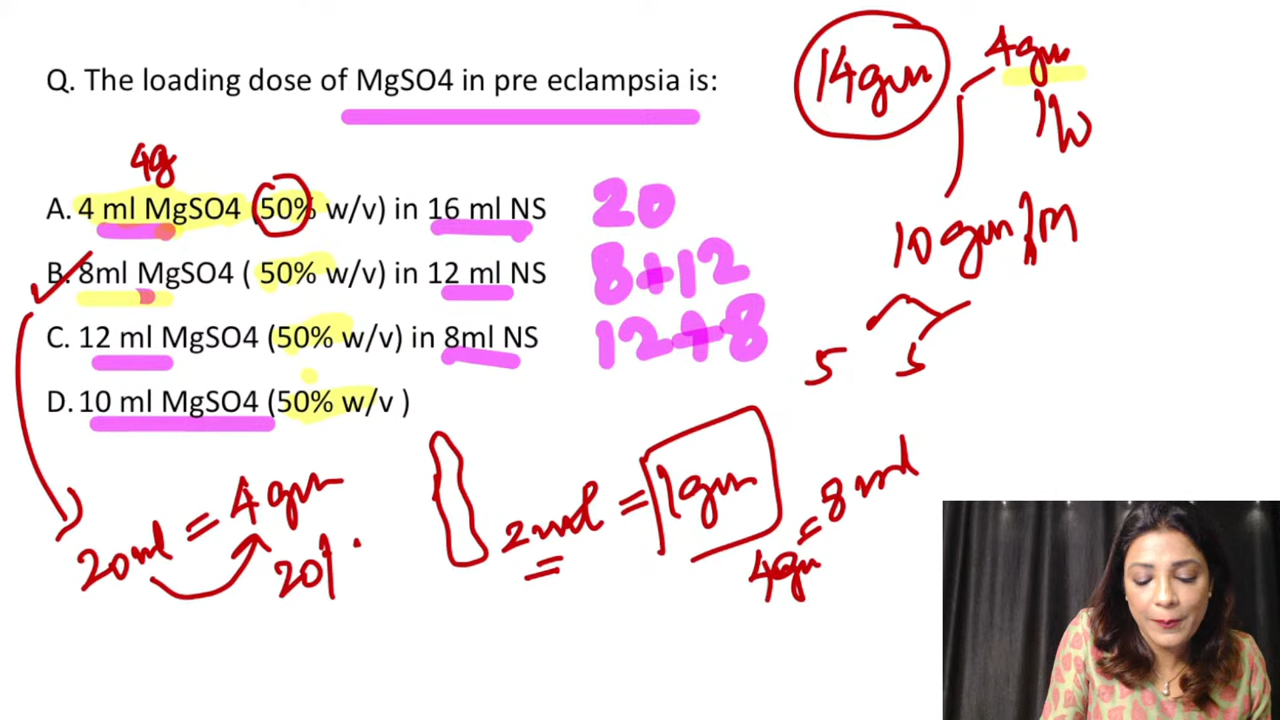 Q. The loading dose of MgSO4 in pre eclampsia is:
14gm
4gm
IV
4g
A. 4 ml MgSO4 (50% w/v) in 16 ml NS
20
10gm IM
B. 8ml MgSO4 ( 50% w/v) in 12 ml NS
8+12
C. 12 ml MgSO4 (50% w/v) in 8ml NS
12+8
5 5
D. 10 ml MgSO4 (50% w/v )
20ml = 4gm
20%
2ml = 1gm
4gm = 8ml